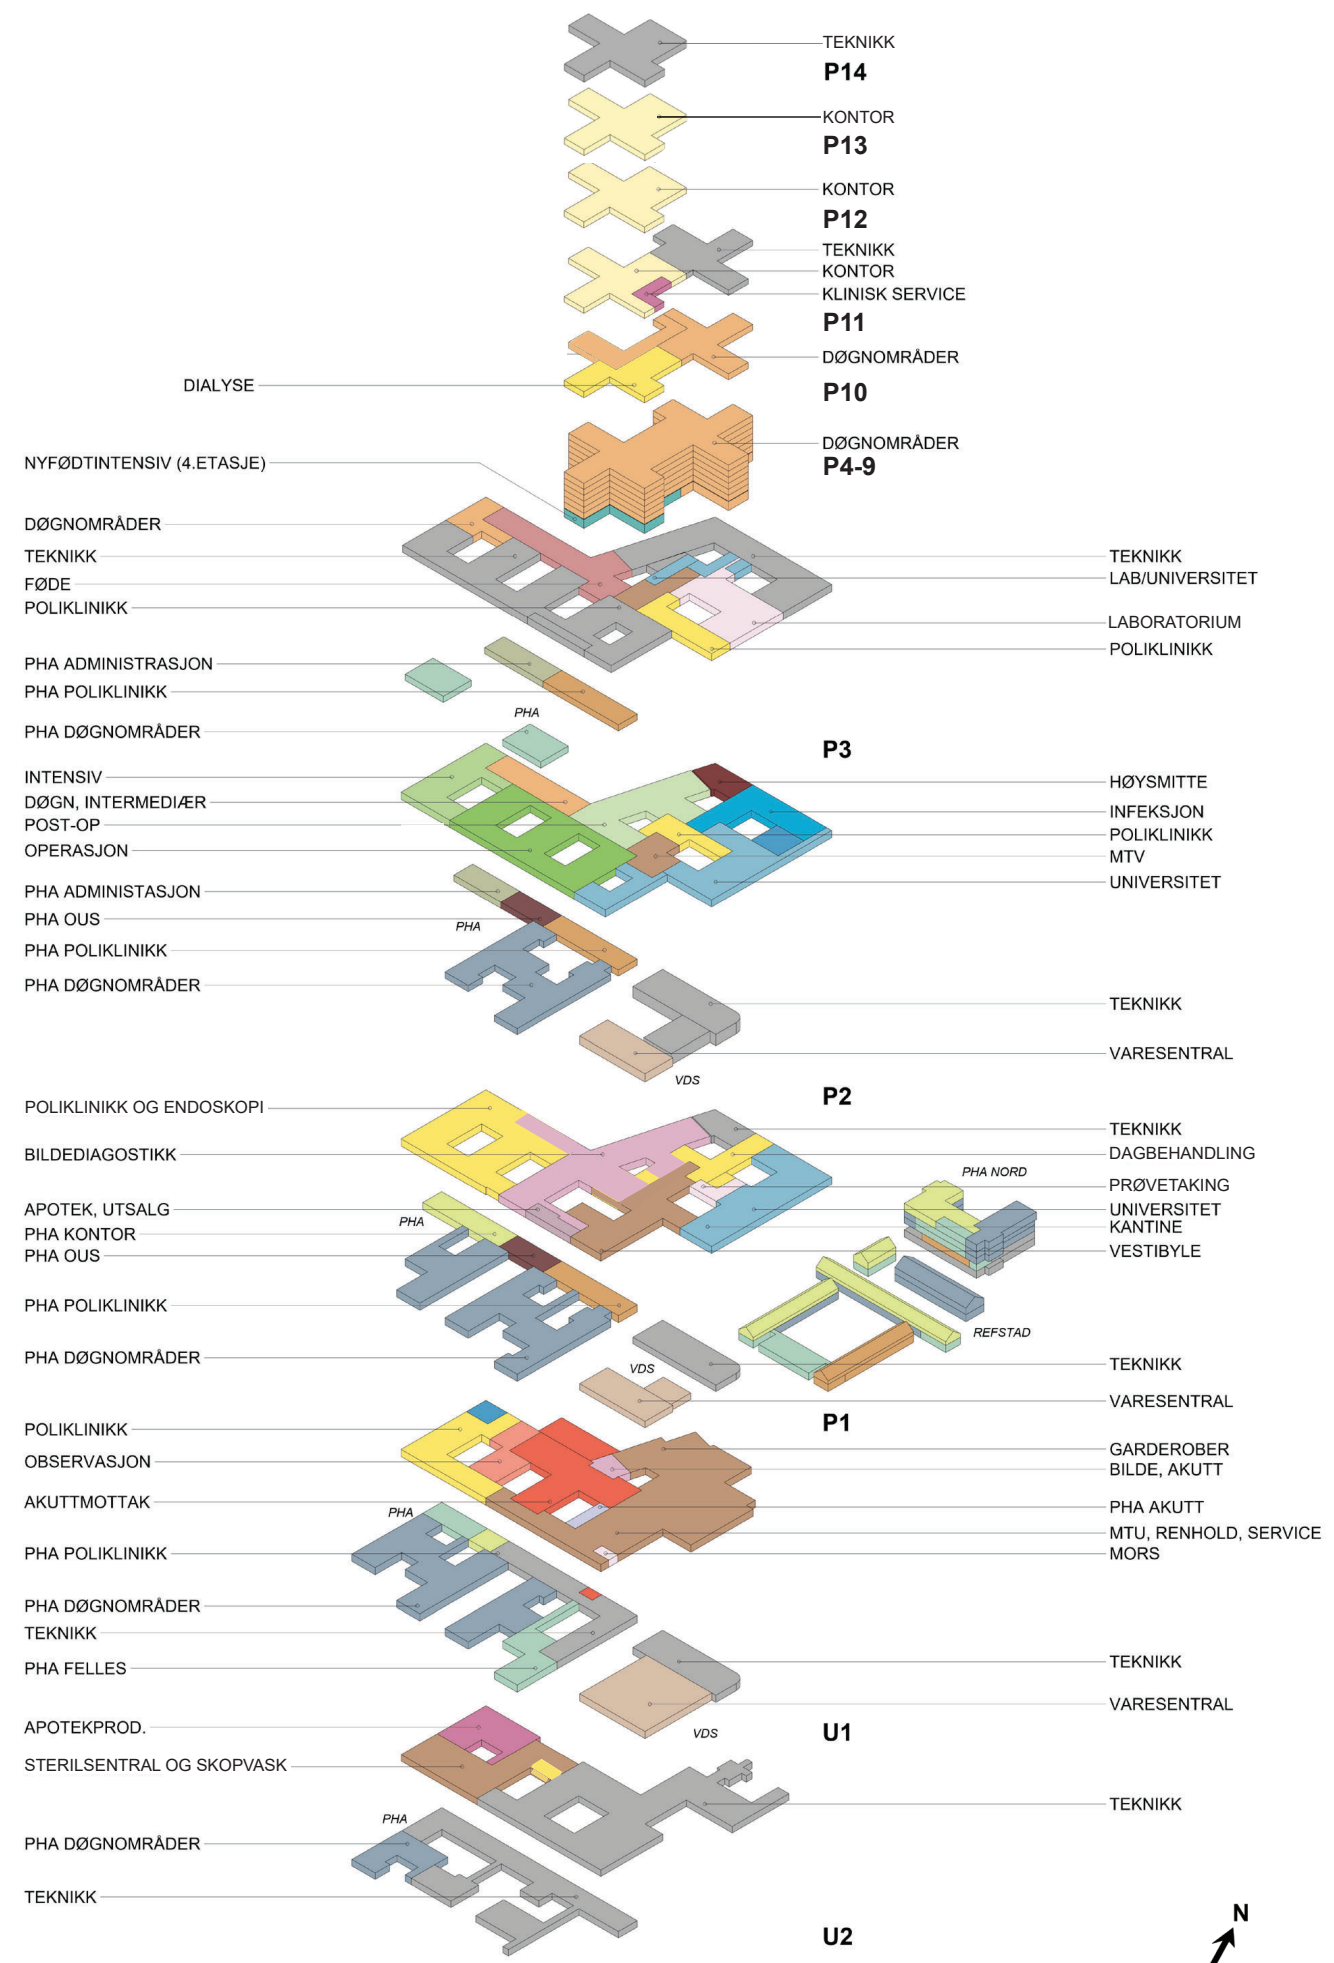 TEKNIKK
P14
KONTOR
P13
KONTOR
P12
TEKNIKK
KONTOR
KLINISK SERVICE
P11
DØGNOMRÅDER
DIALYSE
P10
DØGNOMRÅDER
NYFØDTINTENSIV (4.ETASJE)
P4-9
DØGNOMRÅDER
TEKNIKK
FØDE
POLIKLINIKK
TEKNIKK
LAB/UNIVERSITET
LABORATORIUM
POLIKLINIKK
PHA ADMINISTRASJON
PHA POLIKLINIKK
PHA
PHA DØGNOMRÅDER
P3
INTENSIV
DØGN, INTERMEDIÆR
POST-OP
OPERASJON
HØYSMITTE
INFEKSJON
POLIKLINIKK
MTV
UNIVERSITET
PHA ADMINISTASJON
PHA OUS
PHA
PHA POLIKLINIKK
PHA DØGNOMRÅDER
TEKNIKK
VARESENTRAL
VDS
P2
POLIKLINIKK OG ENDOSKOPI
BILDEDIAGOSTIKK
TEKNIKK
DAGBEHANDLING
PHA NORD
PRØVETAKING
UNIVERSITET
KANTINE
VESTIBYLE
APOTEK, UTSALG
PHA
PHA KONTOR
PHA OUS
PHA POLIKLINIKK
PHA DØGNOMRÅDER
REFSTAD
TEKNIKK
VDS
VARESENTRAL
P1
POLIKLINIKK
OBSERVASJON
AKUTTMOTTAK
GARDEROBER
BILDE, AKUTT
PHA AKUTT
MTU, RENHOLD, SERVICE
MORS
PHA
PHA POLIKLINIKK
PHA DØGNOMRÅDER
TEKNIKK
PHA FELLES
TEKNIKK
VARESENTRAL
VDS
U1
APOTEKPROD.
STERILSENTRAL OG SKOPVASK
TEKNIKK
PHA
PHA DØGNOMRÅDER
TEKNIKK
U2
N